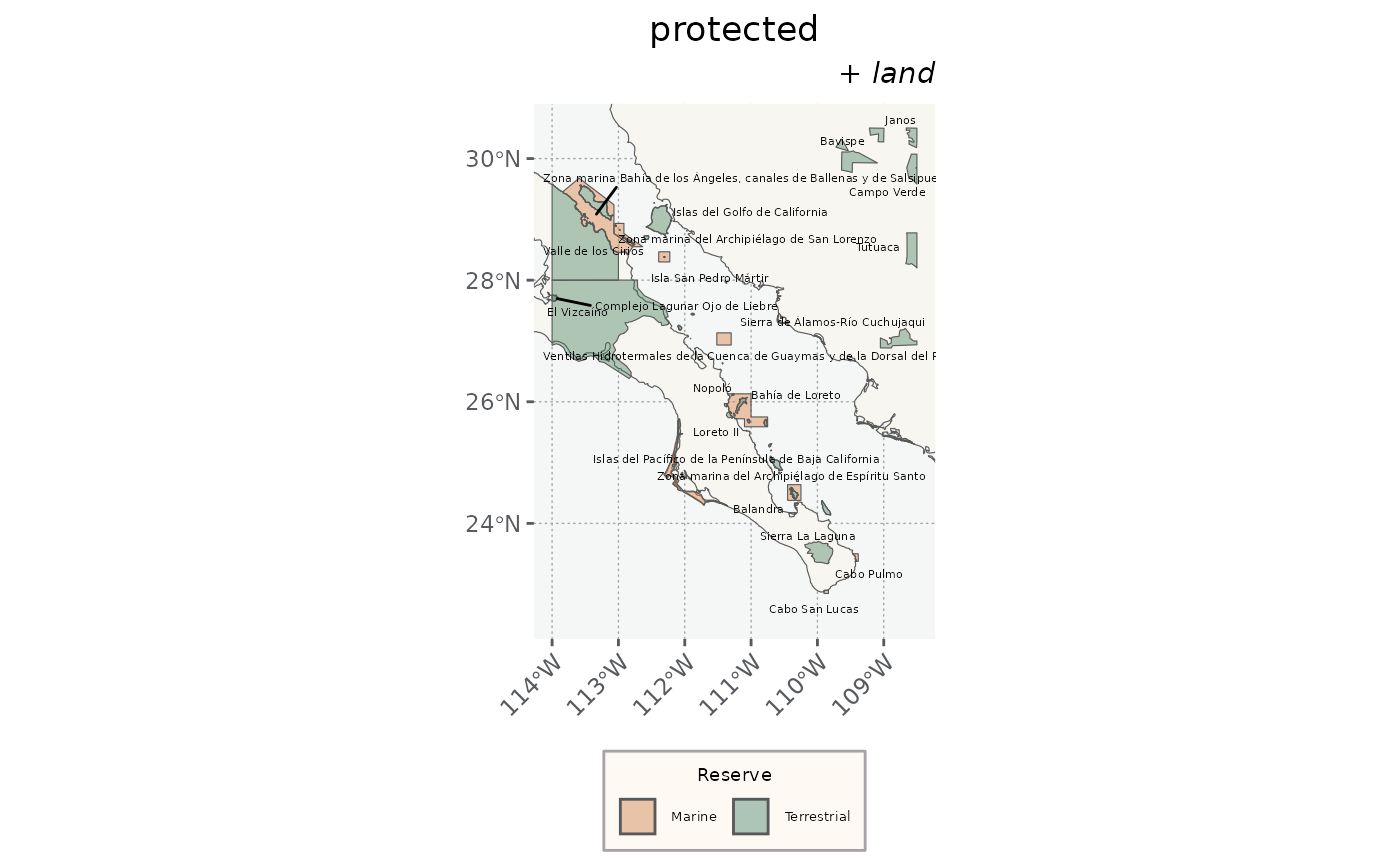 protected
+ land
Janos
Bavispe
30°N
Zona marina Bahía de los Ángeles, canales de Ballenas y de Salsipue
Campo Verde
Islas del Golfo de California
Zona marina del Archipiélago de San Lorenzo
Tutuaca
Valle de los Cirios
28°N
Isla San Pedro Mártir
Complejo Lagunar Ojo de Liebre
El Vizcaíno
Sierra de Álamos-Río Cuchujaqui
Ventilas Hidrotermales de la Cuenca de Guaymas y de la Dorsal del P
Nopoló
Bahía de Loreto
26°N
Loreto II
Islas del Pacífico de la Península de Baja California
Zona marina del Archipiélago de Espíritu Santo
Balandra
24°N
Sierra La Laguna
Cabo Pulmo
Cabo San Lucas
114°W
113°W
112°W
111°W
110°W
109°W
Reserve
Marine
Terrestrial